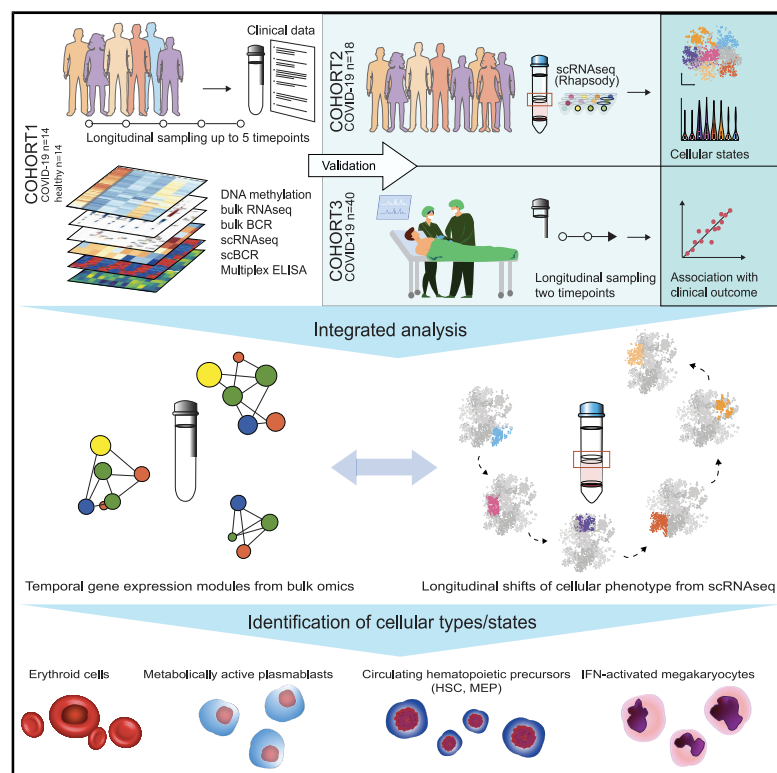 COHORT1
COVID-19 n=14
healthy n=14
Clinical data
Longitudinal sampling up to 5 timepoints
DNA methylation
bulk RNAseq
bulk BCR
scRNAseq
scBCR
Multiplex ELISA
Validation
COHORT2
COVID-19 n=18
scRNAseq
(Rhapsody)
Cellular states
COHORT3
COVID-19 n=40
Longitudinal sampling
two timepoints
Association with
clinical outcome
Integrated analysis
Temporal gene expression modules from bulk omics
Longitudinal shifts of cellular phenotype from scRNAseq
Identification of cellular types/states
Erythroid cells
Metabolically active plasmablasts
Circulating hematopoietic precursors
(HSC, MEP)
IFN-activated megakaryocytes